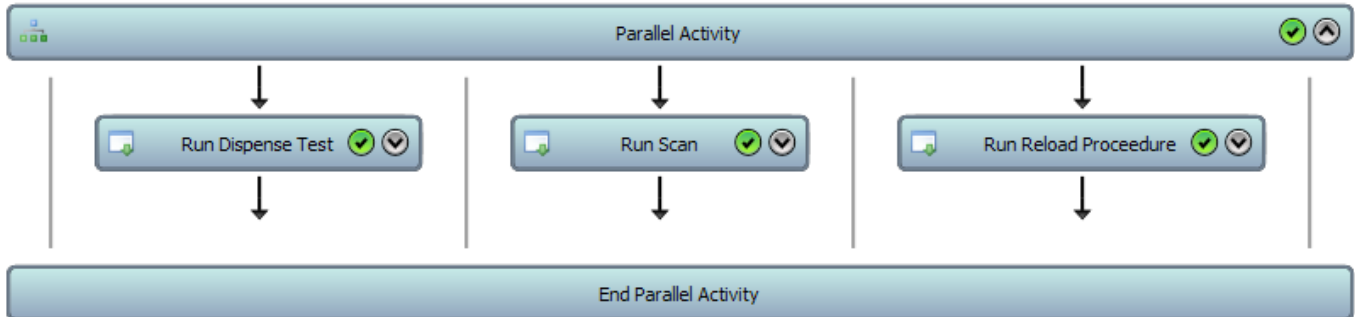 Parallel Activity
Run Dispense Test
Run Scan
Run Reload Proceedure
End Parallel Activity